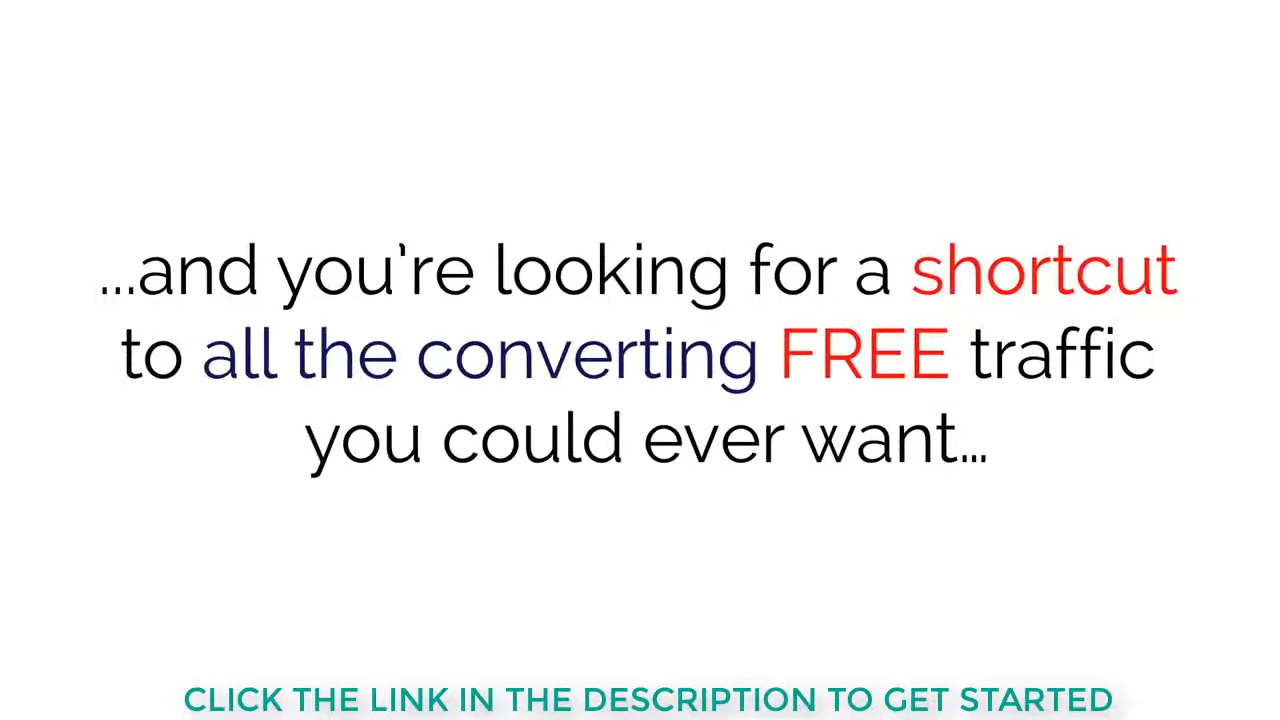 ...and you're looking for a shortcut
to all the converting FREE traffic
you could ever want...
CLICK THE LINK IN THE DESCRIPTION TO GET STARTED